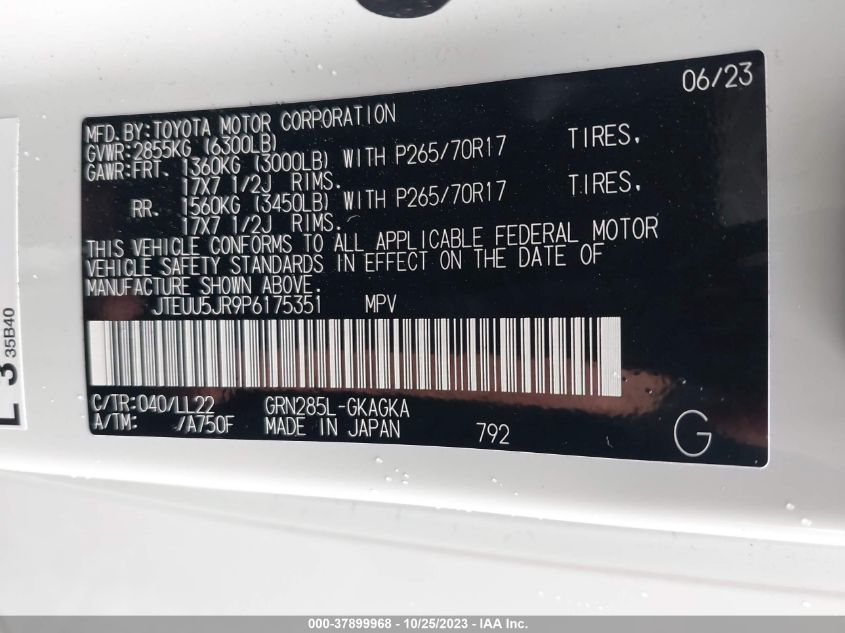 06/23
MFD. BY: TOYOTA MOTOR CORPORATION
GVWR: 2855KG (6300LB)
GAWR: FRT. 1360KG (3000LB) WITH P265/70R17 TIRES.
17X7 1/2J RIMS.
RR. 1560KG (3450LB) WITH P265/70R17 TIRES.
17X7 1/2J RIMS.
THIS VEHICLE CONFORMS TO ALL APPLICABLE FEDERAL MOTOR
VEHICLE SAFETY STANDARDS IN EFFECT ON THE DATE OF
MANUFACTURE SHOWN ABOVE.
JTEUU5JR9P6175351 MPV
C/TR: 040/LL22 GRN285L-GKAGKA
A/TM: /A750F MADE IN JAPAN 792 G
35B40
000-37899968 - 10/25/2023 - IAA Inc.